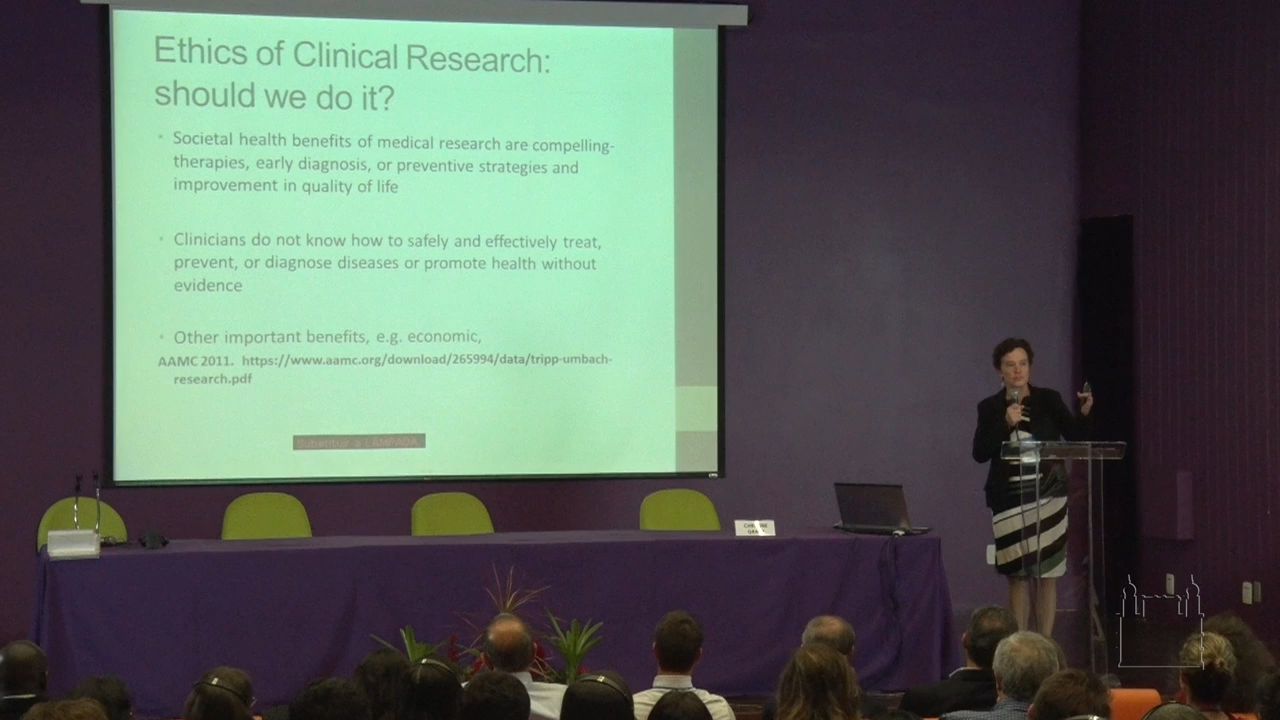 Ethics of Clinical Research:
should we do it?
• Societal health benefits of medical research are compelling-
therapies, early diagnosis, or preventive strategies and
improvement in quality of life
• Clinicians do not know how to safely and effectively treat,
prevent, or diagnose diseases or promote health without
evidence
• Other important benefits, e.g. economic,
AAMC 2011. https://www.aamc.org/download/265994/data/tripp-umbach-
research.pdf
Substituir a LÂMPADA